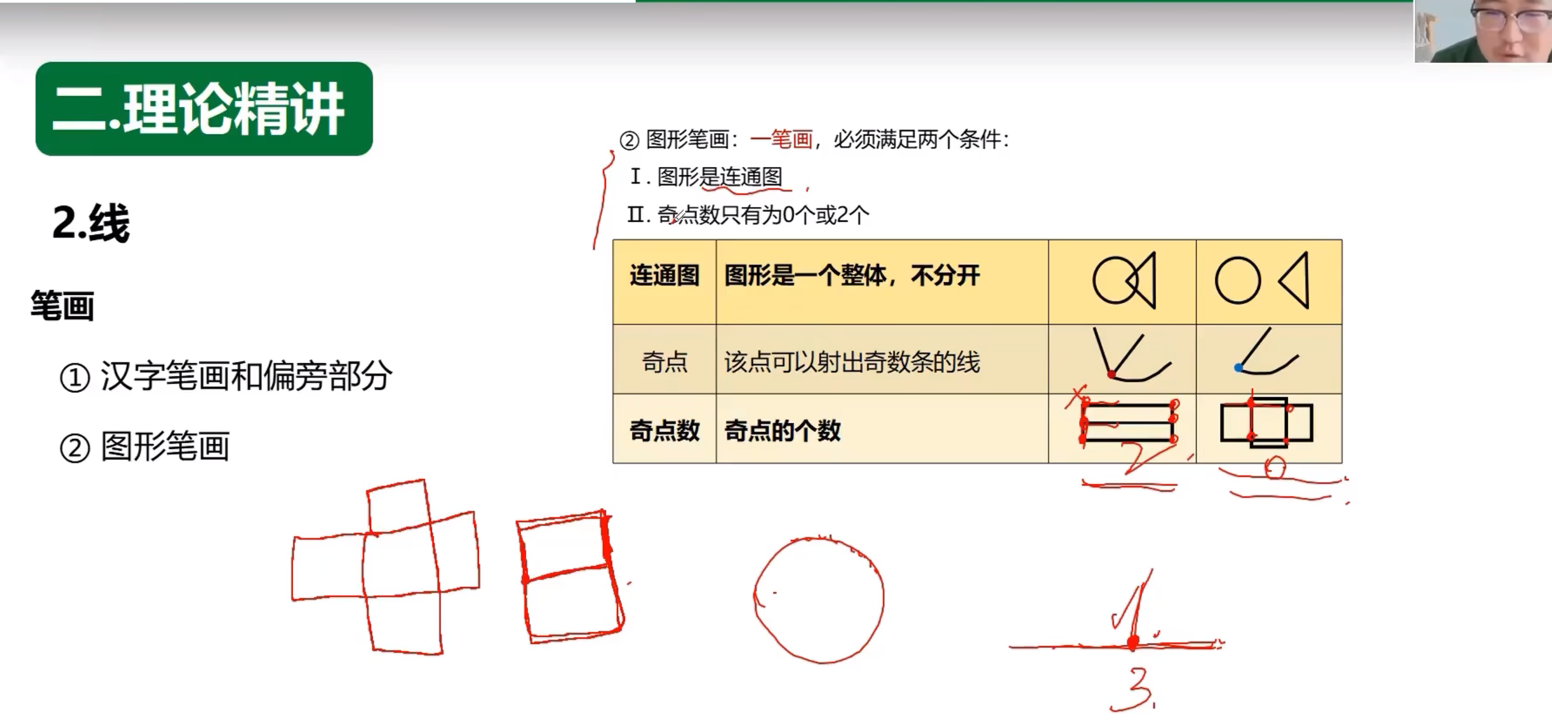 二.理论精讲
2.线
笔画
① 汉字笔画和偏旁部分
② 图形笔画
② 图形笔画：一笔画，必须满足两个条件：
Ⅰ. 图形是连通图
Ⅱ. 奇点数只有为0个或2个
连通图 图形是一个整体，不分开
奇点 该点可以射出奇数条的线
奇点数 奇点的个数
2 0
3